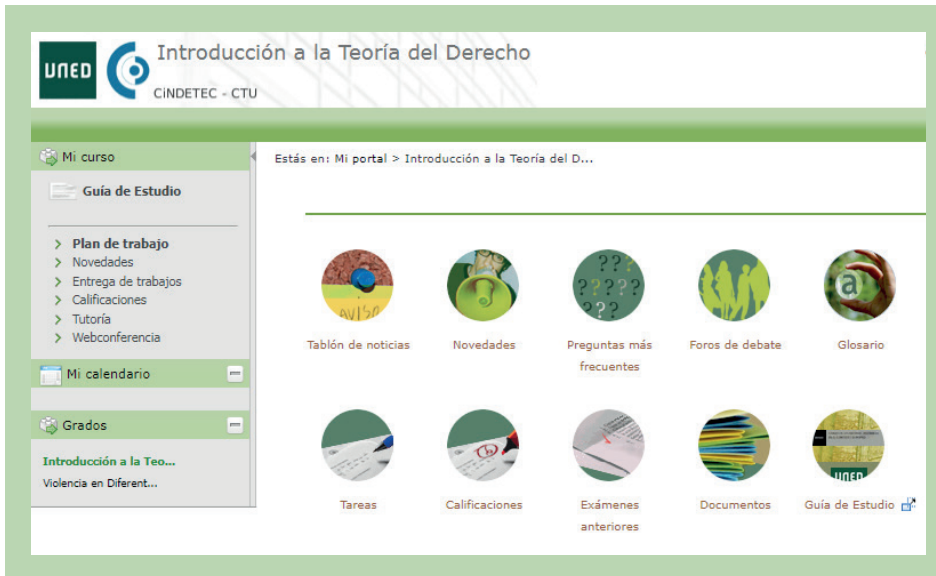 Introducción a la Teoría del Derecho
UNED
CiNDETEC - CTU
Mi curso
Estás en: Mi portal > Introducción a la Teoría del D...
Guía de Estudio
Plan de trabajo
Novedades
Entrega de trabajos
Calificaciones
Tutoría
Webconferencia
Mi calendario
Grados
Introducción a la Teo...
Violencia en Diferent...
???
?????
???
AVISO
a
Tablón de noticias
Novedades
Preguntas más
frecuentes
Foros de debate
Glosario
UNED
Tareas
Calificaciones
Exámenes
anteriores
Documentos
Guía de Estudio